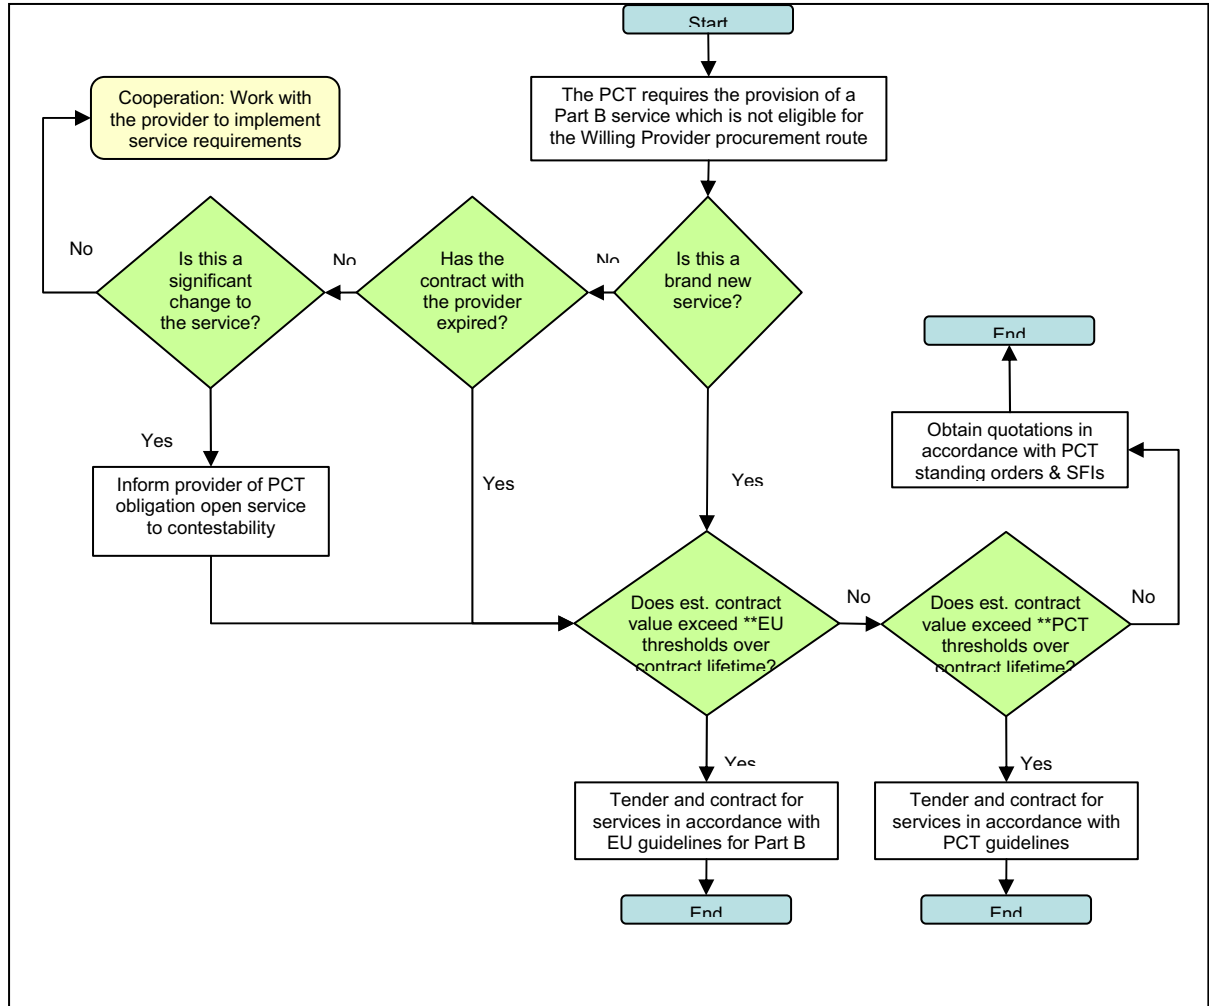 Start
The PCT requires the provision of a
Part B service which is not eligible for
the Willing Provider procurement route
Cooperation: Work with
the provider to implement
service requirements
Is this a
brand new
service?
No
Has the
contract with
the provider
expired?
No
Is this a
significant
change to
the service?
No
Yes
Inform provider of PCT
obligation open service
to contestability
Yes
Yes
End
Obtain quotations in
accordance with PCT
standing orders & SFIs
Does est. contract
value exceed **EU
thresholds over
contract lifetime?
No
Does est. contract
value exceed **PCT
thresholds over
contract lifetime?
No
Yes
Tender and contract for
services in accordance with
EU guidelines for Part B
End
Yes
Tender and contract for
services in accordance with
PCT guidelines
End